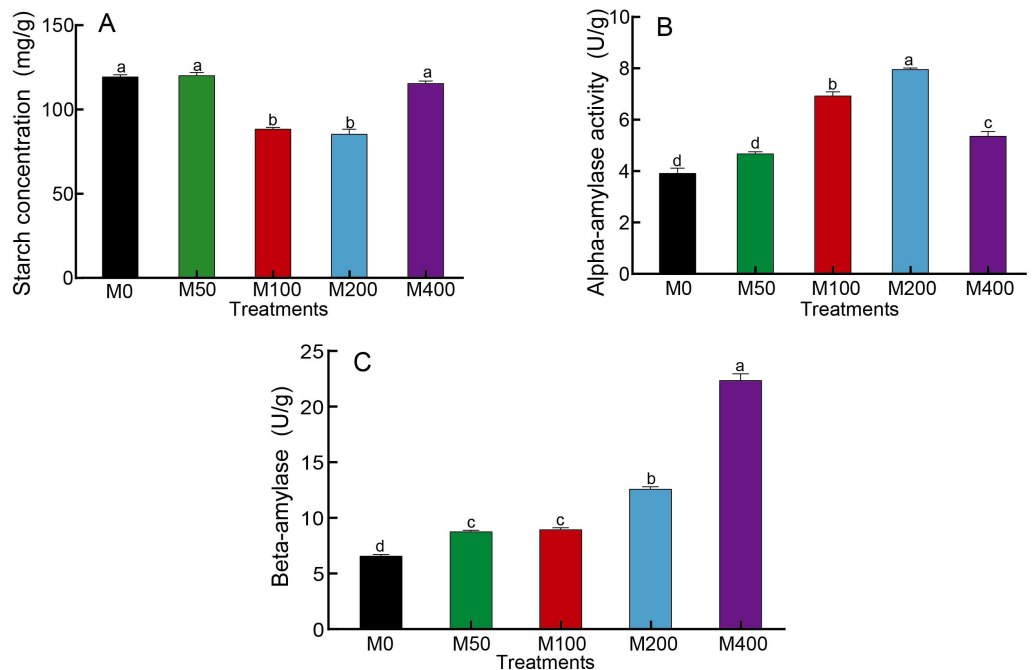 A
Starch concentration (mg/g)
150
100
50
0
a
a
b
b
a
M0 M50 M100 M200 M400
Treatments
B
Alpha-amylase activity (U/g)
8
6
4
2
0
d
d
b
a
c
M0 M50 M100 M200 M400
Treatments
C
Beta-amylase (U/g)
25
20
15
10
5
0
d
c
c
b
a
M0 M50 M100 M200 M400
Treatments